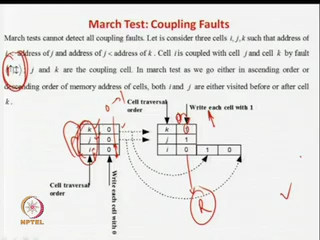 March Test: Coupling Faults
March tests cannot detect all coupling faults. Let is consider three cells i, j, k such that address of
address of j and address of j < address of k. Cell i is coupled with cell j and cell k by fault
j and k are the coupling cell. In march test as we go either in ascending order or
descending order of memory address of cells, both i and j are either visited before or after cell
k.
Cell traversal
order
Write each cell with 1
k 0
j 0
i 0
k 0
j 1
i 0 1 0
Cell traversal
order
Write each cell with 0
R
NPTEL